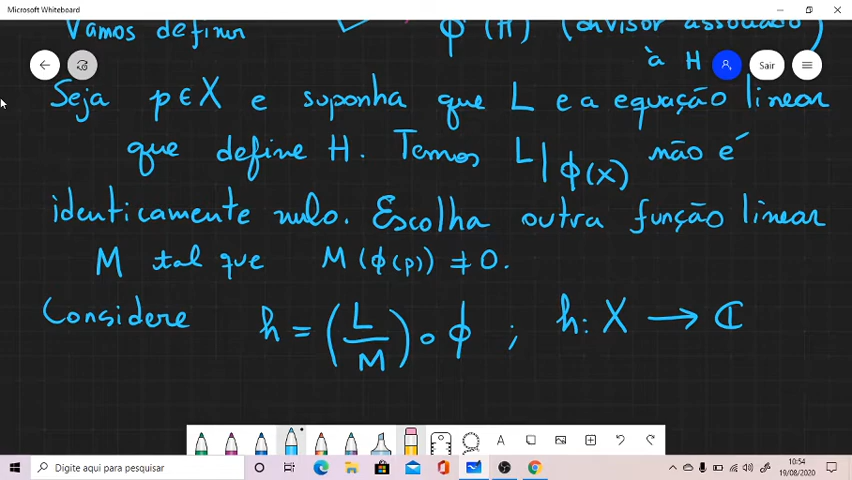 Microsoft Whiteboard
Vamos definir φ*(H) (divisor associado
à H
Sair
Seja p ∈ X e suponha que L e a equação linear
que define H. Temos L|φ(X) não é
identicamente nulo. Escolha outra função linear
M tal que M(φ(p)) ≠ 0.
Considere h = (L/M) ∘ φ ; h: X → ℂ
A
Digite aqui para pesquisar
10:54
19/08/2020